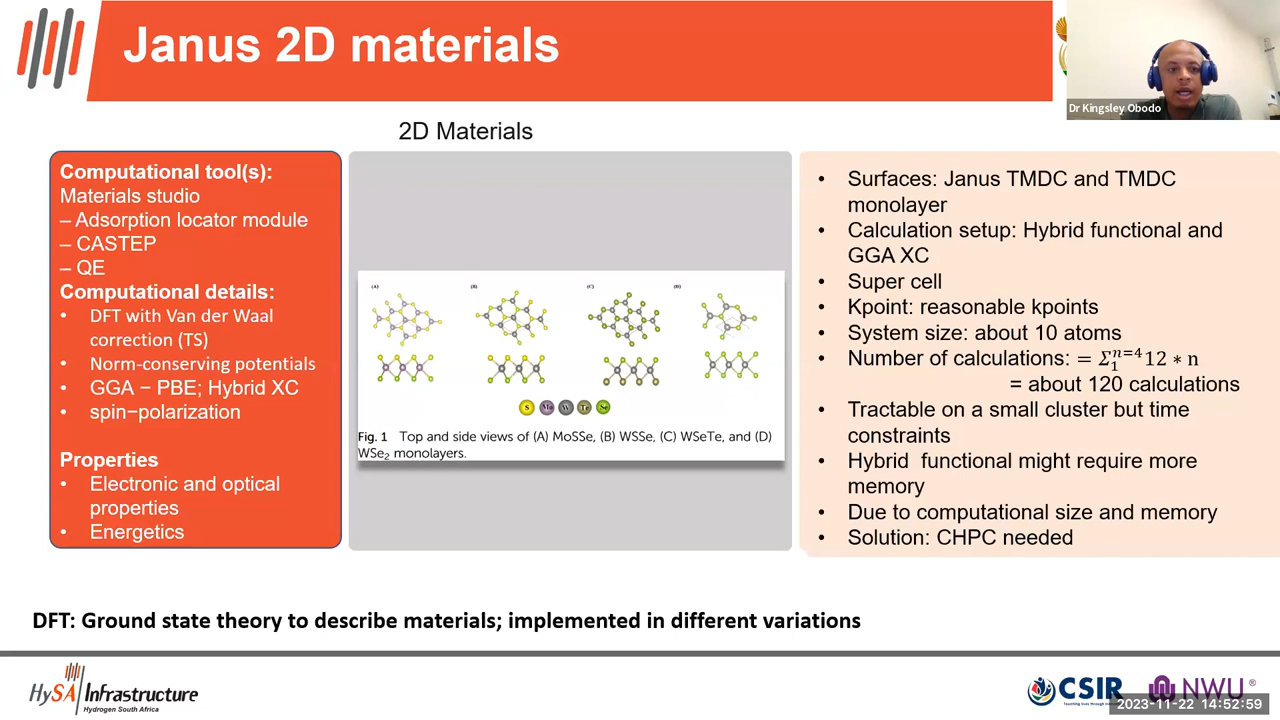 Janus 2D materials
Dr Kingsley Obodo
2D Materials
Computational tool(s):
Materials studio
– Adsorption locator module
– CASTEP
– QE
Computational details:
• DFT with Van der Waal
correction (TS)
• Norm-conserving potentials
• GGA − PBE; Hybrid XC
• spin−polarization
Properties
• Electronic and optical
properties
• Energetics
(A) (B) (C) (D)
S Mo W Te Se
Fig. 1 Top and side views of (A) MoSSe, (B) WSSe, (C) WSeTe, and (D)
WSe₂ monolayers.
• Surfaces: Janus TMDC and TMDC
monolayer
• Calculation setup: Hybrid functional and
GGA XC
• Super cell
• Kpoint: reasonable kpoints
• System size: about 10 atoms
• Number of calculations: = Σ₁ⁿ⁼⁴12 ∗ n
= about 120 calculations
• Tractable on a small cluster but time
constraints
• Hybrid functional might require more
memory
• Due to computational size and memory
• Solution: CHPC needed
DFT: Ground state theory to describe materials; implemented in different variations
HySA Infrastructure
Hydrogen South Africa
CSIR
NWU®
2023-11-22 14:52:59